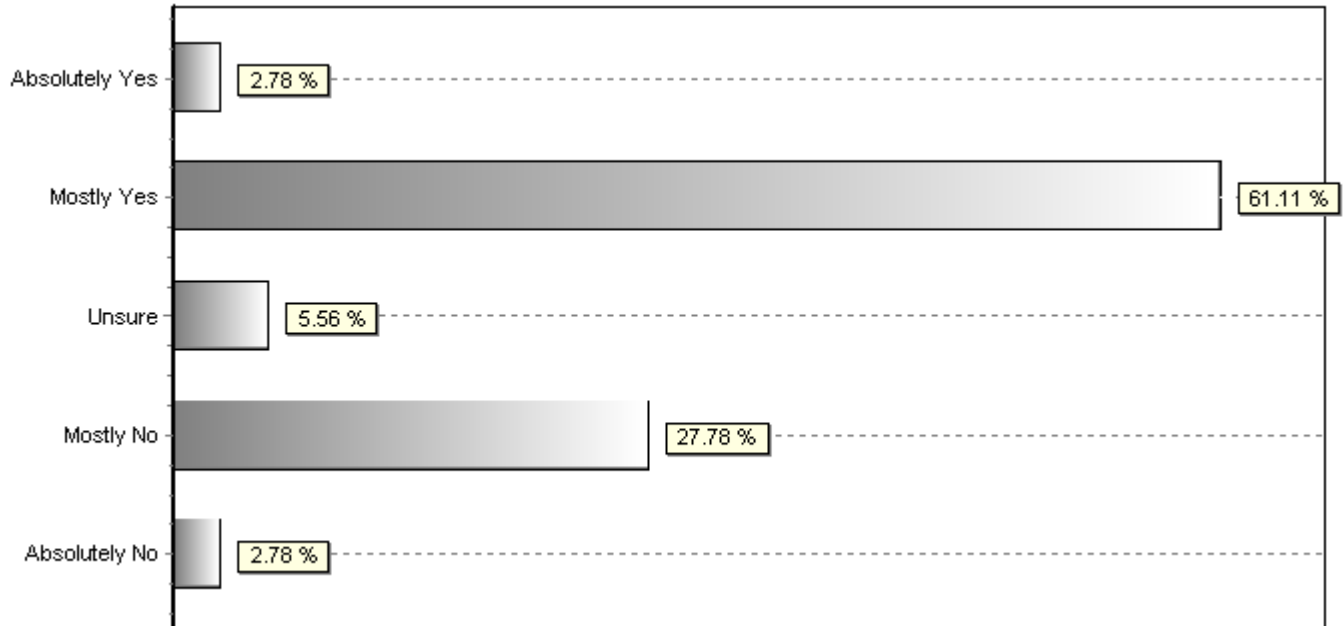 Absolutely Yes 2.78 %
Mostly Yes 61.11 %
Unsure 5.56 %
Mostly No 27.78 %
Absolutely No 2.78 %